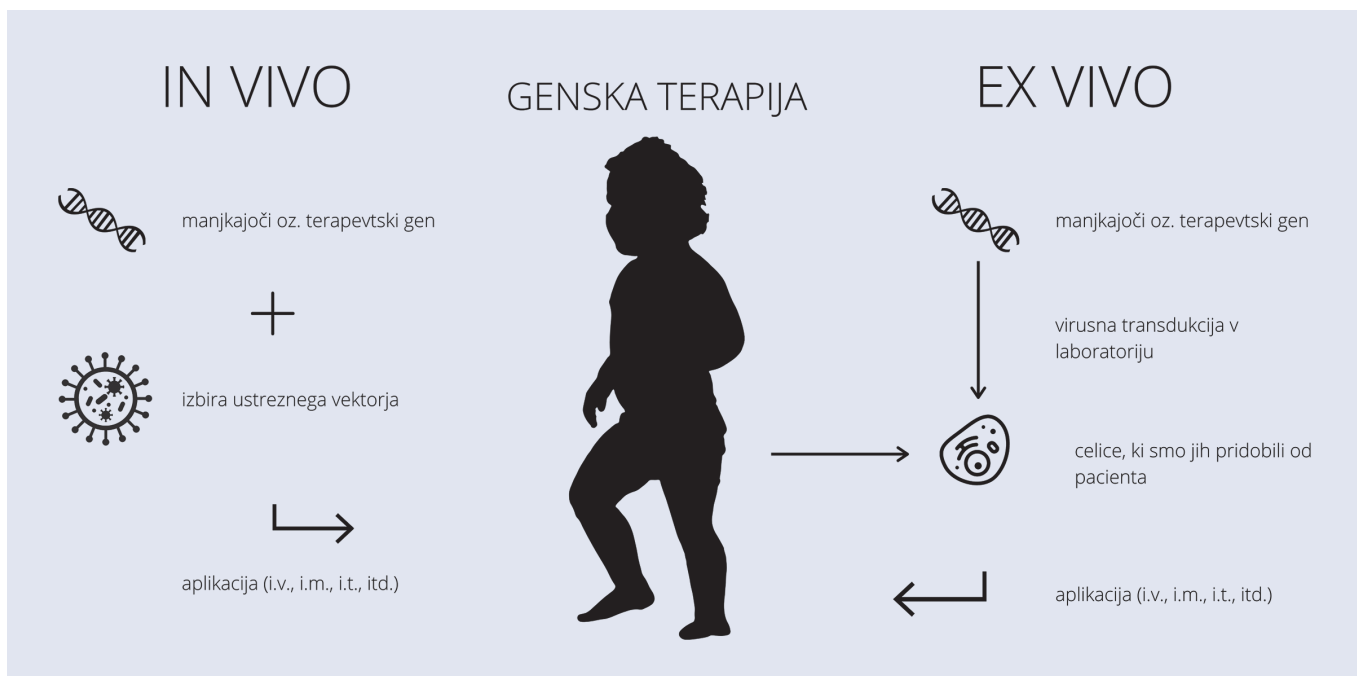 IN VIVO
manjkajoči oz. terapevtski gen
izbira ustreznega vektorja
aplikacija (i.v., i.m., i.t., itd.)
GENSKA TERAPIJA
EX VIVO
manjkajoči oz. terapevtski gen
virusna transdukcija v
laboratoriju
celice, ki smo jih pridobili od
pacienta
aplikacija (i.v., i.m., i.t., itd.)